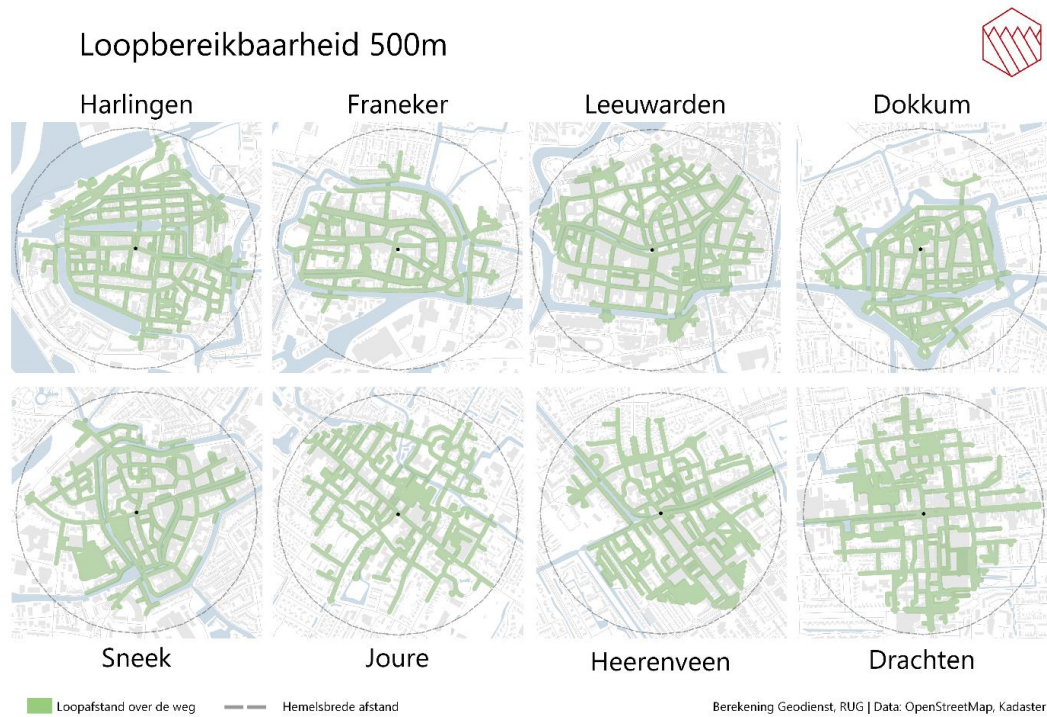 Loopbereikbaarheid 500m
Harlingen
Franeker
Leeuwarden
Dokkum
Sneek
Joure
Heerenveen
Drachten
Loopafstand over de weg
Hemelsbrede afstand
Berekening Geodienst, RUG | Data: OpenStreetMap, Kadaster